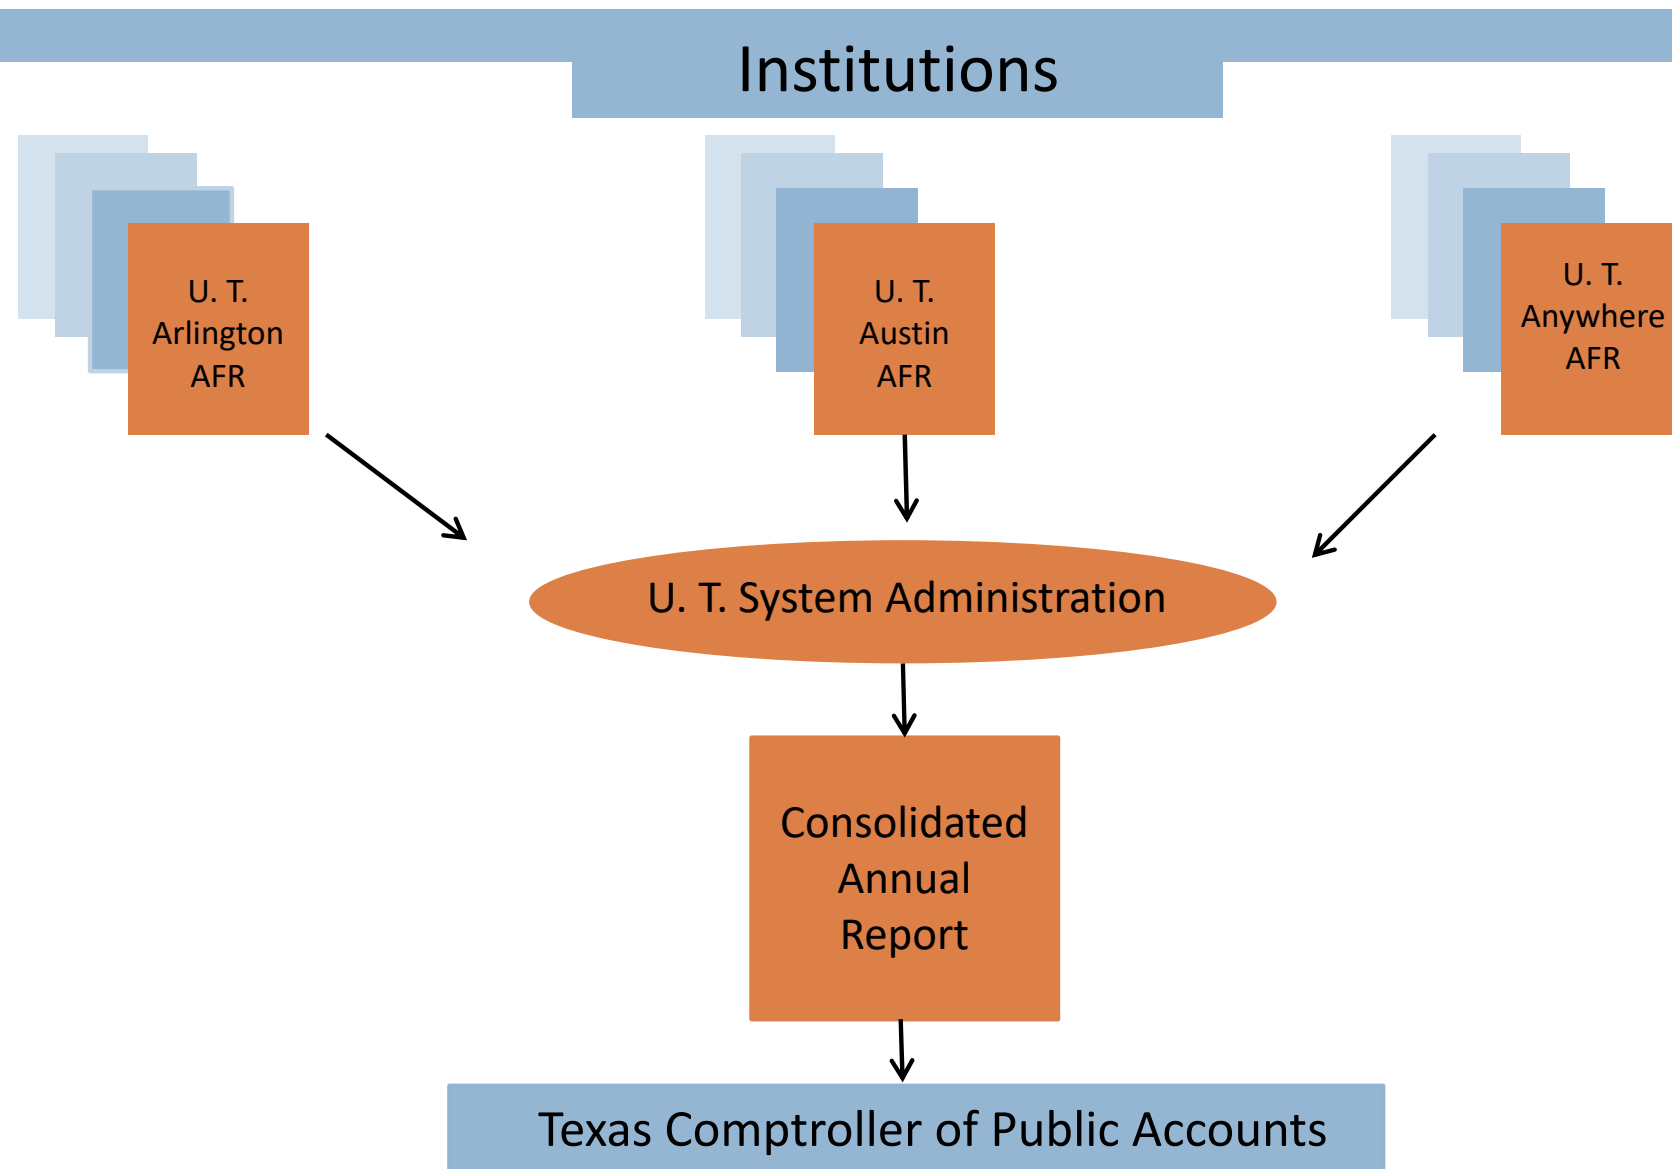 Institutions
U. T.
Arlington
AFR
U. T.
Austin
AFR
U. T.
Anywhere
AFR
U. T. System Administration
Consolidated
Annual
Report
Texas Comptroller of Public Accounts